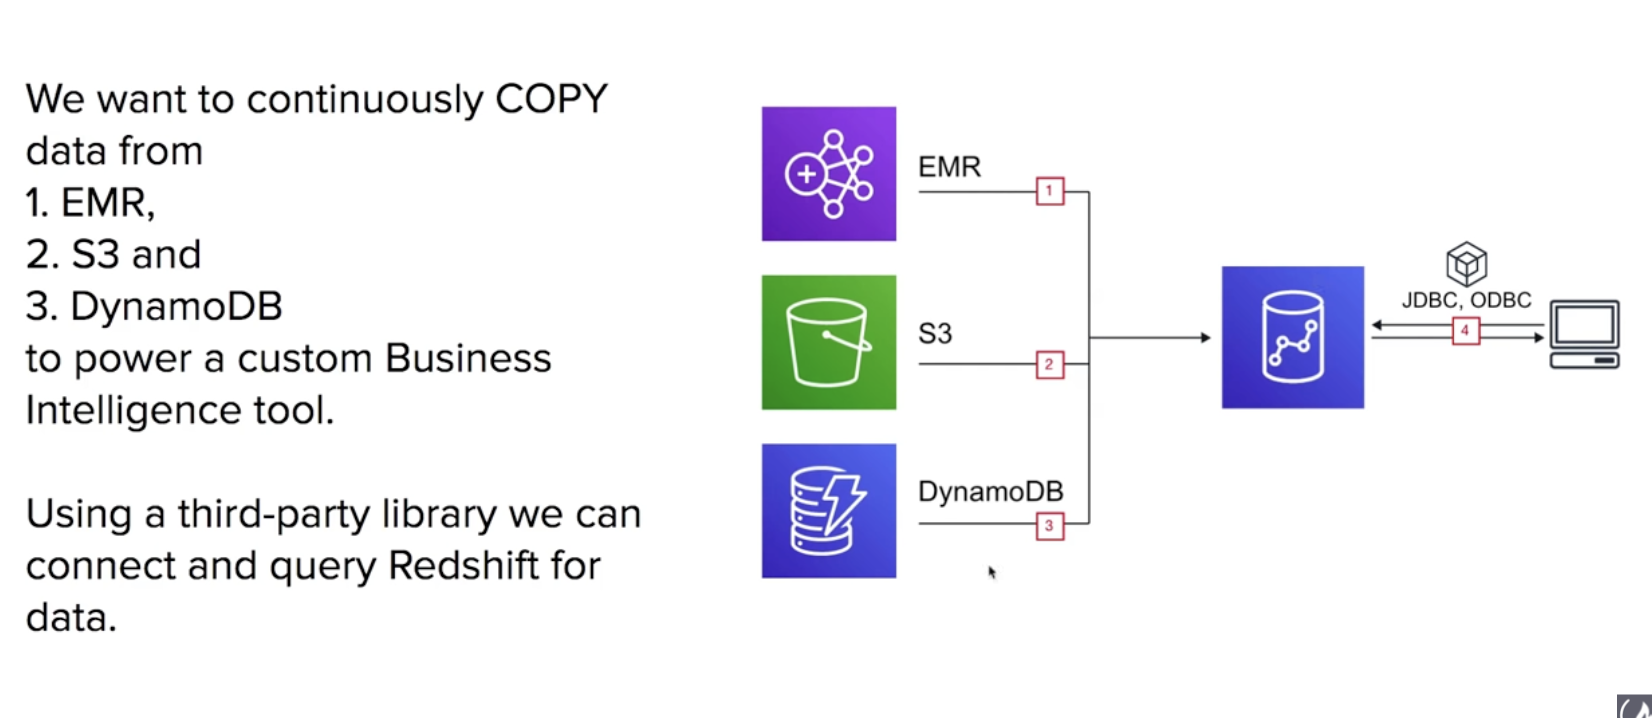 We want to continuously COPY
data from
1. EMR,
2. S3 and
3. DynamoDB
to power a custom Business
Intelligence tool.
Using a third-party library we can
connect and query Redshift for
data.
EMR
1
S3
2
DynamoDB
3
JDBC, ODBC
4